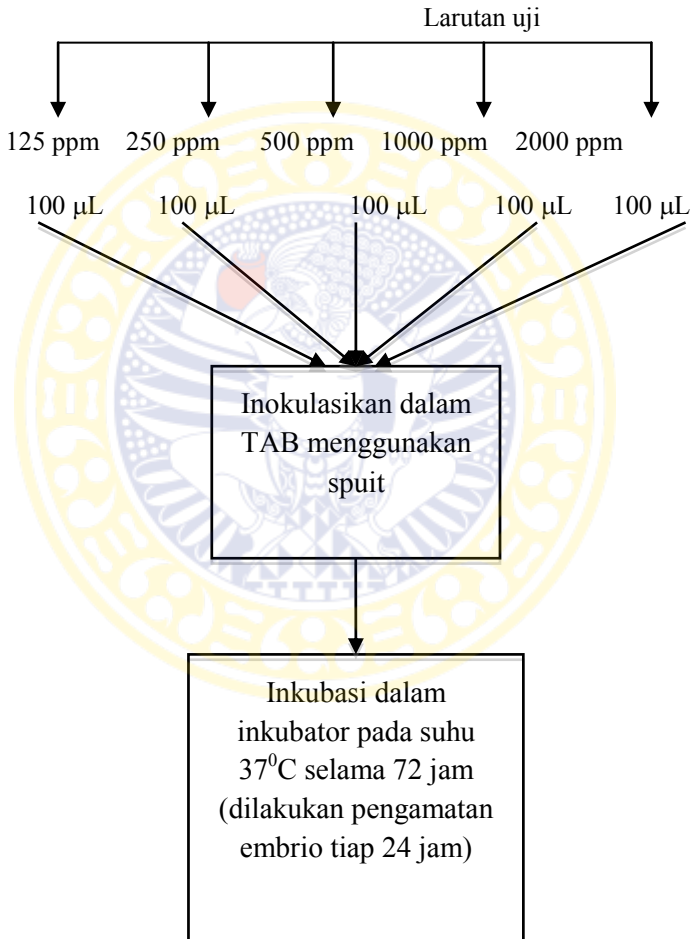 Larutan uji
125 ppm 250 ppm 500 ppm 1000 ppm 2000 ppm
100 µL 100 µL 100 µL 100 µL 100 µL
Inokulasikan dalam
TAB menggunakan
spuit
Inkubasi dalam
inkubator pada suhu
37⁰C selama 72 jam
(dilakukan pengamatan
embrio tiap 24 jam)